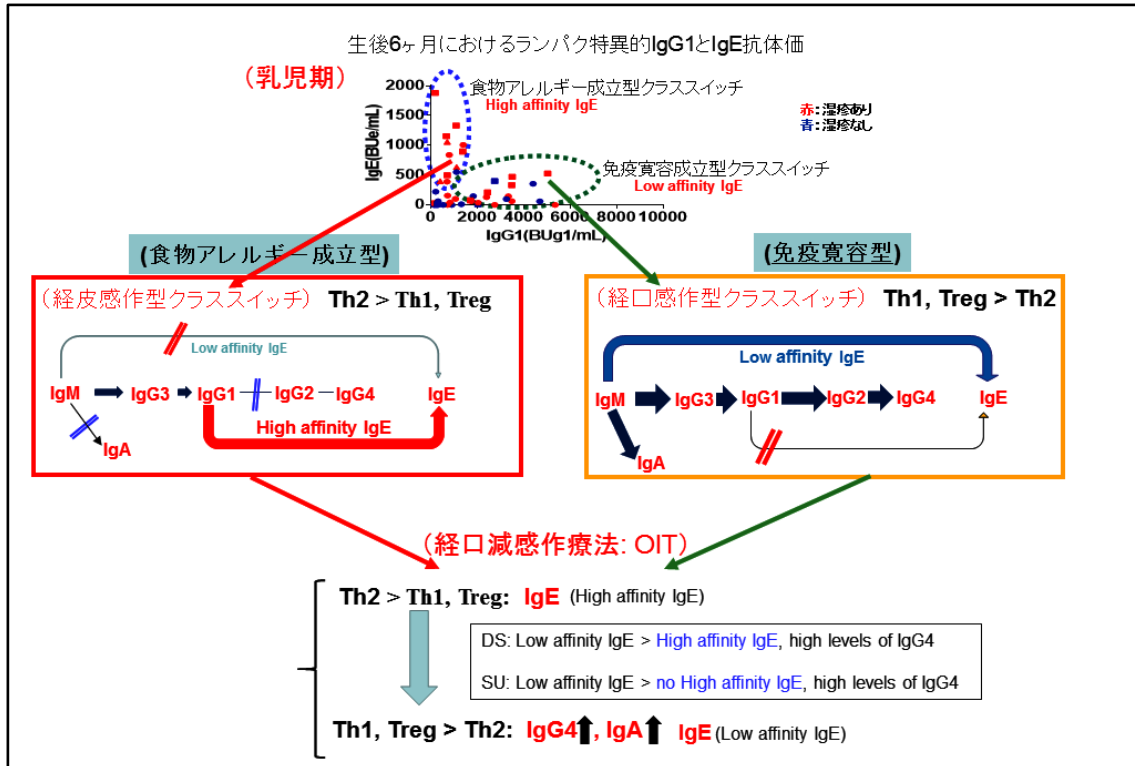 生後6ヶ月におけるランパク特異的IgG1とIgE抗体価
（乳児期）
食物アレルギー成立型クラススイッチ
High affinity IgE
赤：湿疹あり
青：湿疹なし
免疫寛容成立型クラススイッチ
Low affinity IgE
IgE(BUe/mL)
2000
1500
1000
500
0
0 2000 4000 6000 8000 10000
IgG1(BUg1/mL)
(食物アレルギー成立型)
(免疫寛容型)
（経皮感作型クラススイッチ） Th2 > Th1, Treg
Low affinity IgE
IgM IgG3 IgG1 IgG2 IgG4 IgE
IgA
High affinity IgE
（経口感作型クラススイッチ） Th1, Treg > Th2
Low affinity IgE
IgM IgG3 IgG1 IgG2 IgG4 IgE
IgA
（経口減感作療法: OIT）
Th2 > Th1, Treg: IgE (High affinity IgE)
DS: Low affinity IgE > High affinity IgE, high levels of IgG4
SU: Low affinity IgE > no High affinity IgE, high levels of IgG4
Th1, Treg > Th2: IgG4, IgA IgE (Low affinity IgE)